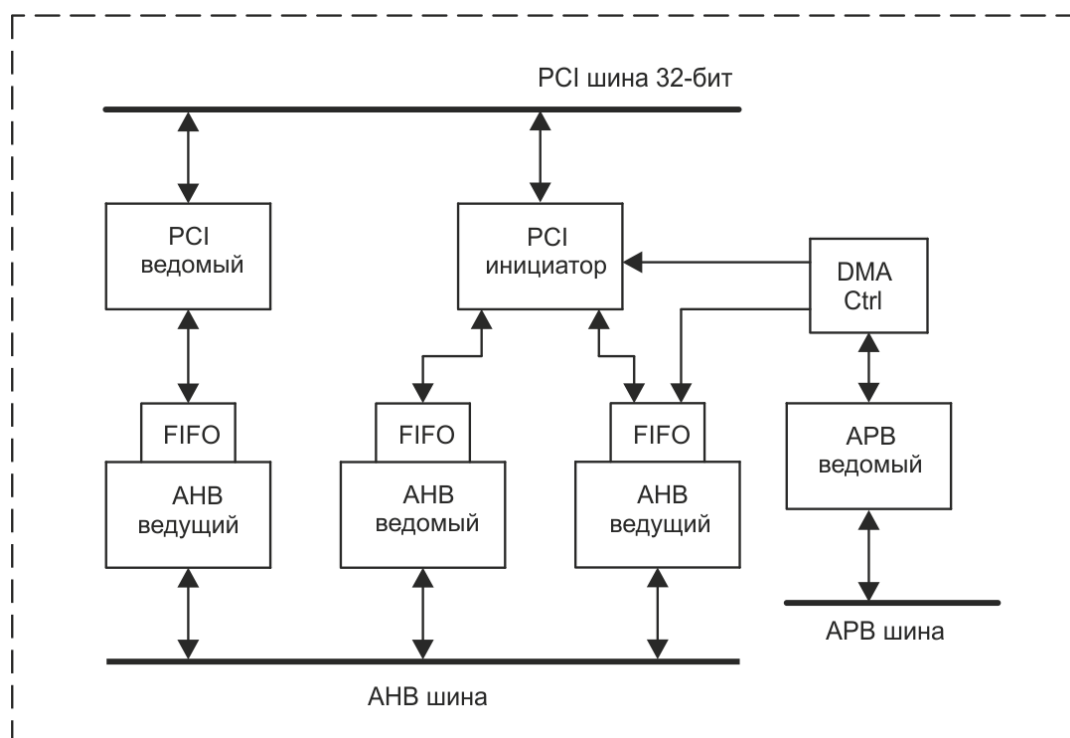 PCI шина 32-бит
PCI
ведомый
PCI
инициатор
DMA
Ctrl
FIFO
AHB
ведущий
FIFO
AHB
ведомый
FIFO
AHB
ведущий
APB
ведомый
APB шина
AHB шина